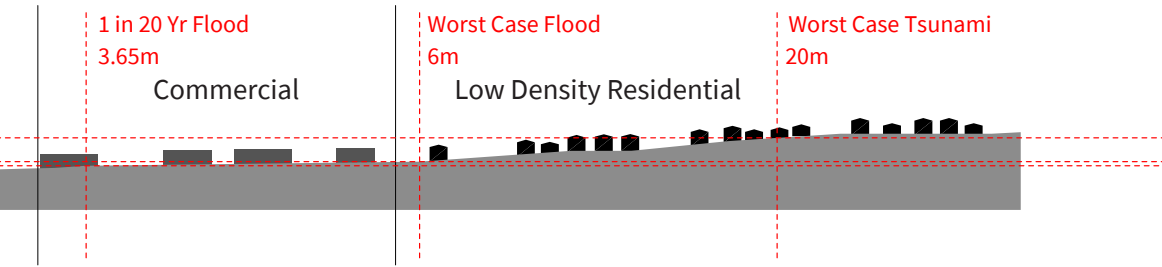 1 in 20 Yr Flood
3.65m
Commercial
Worst Case Flood
6m
Low Density Residential
Worst Case Tsunami
20m